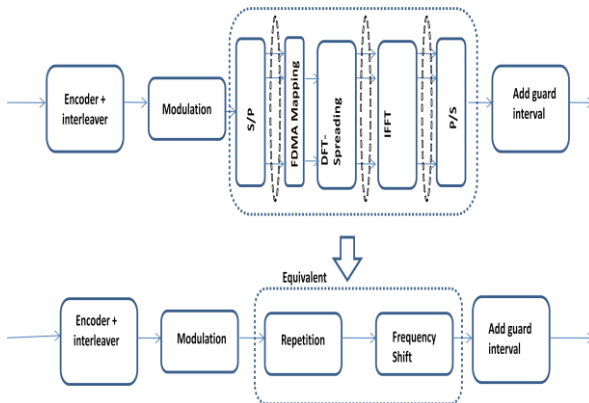 Encoder +
interleaver
Modulation
S/P
FDMA Mapping
DFT-
Spreading
IFFT
P/S
Add guard
interval
Equivalent
Encoder +
interleaver
Modulation
Repetition
Frequency
Shift
Add guard
interval